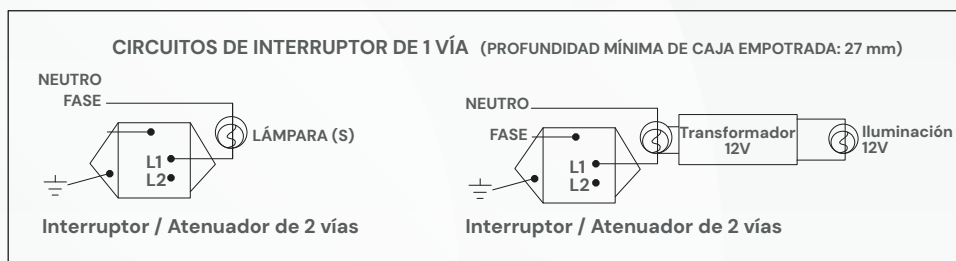 CIRCUITOS DE INTERRUPTOR DE 1 VÍA (PROFUNDIDAD MÍNIMA DE CAJA EMPOTRADA: 27 mm)
NEUTRO
FASE
LÁMPARA (S)
L1
L2
Interruptor / Atenuador de 2 vías
NEUTRO
FASE
L1
L2
Transformador
12V
Iluminación
12V
Interruptor / Atenuador de 2 vías